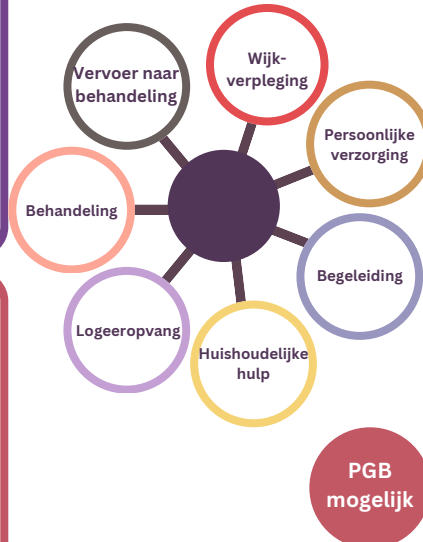 Wijk-
verpleging
Persoonlijke
verzorging
Begeleiding
Huishoudelijke
hulp
Logeeropvang
Behandeling
Vervoer naar
behandeling
PGB
mogelijk